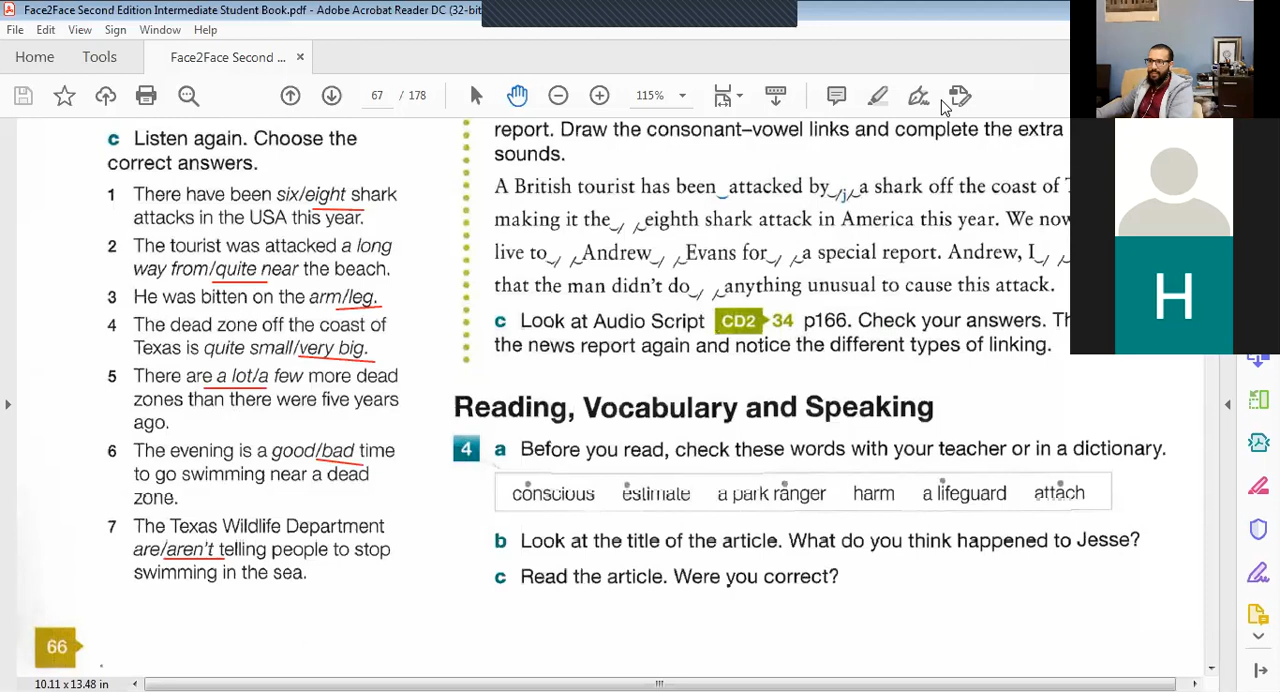 Face2Face Second Edition Intermediate Student Book.pdf - Adobe Acrobat Reader DC (32-bit
File Edit View Sign Window Help
Home Tools Face2Face Second ... ×
67 / 178 115%
c Listen again. Choose the
correct answers.
1 There have been six/eight shark
attacks in the USA this year.
2 The tourist was attacked a long
way from/quite near the beach.
3 He was bitten on the arm/leg.
4 The dead zone off the coast of
Texas is quite small/very big.
5 There are a lot/a few more dead
zones than there were five years
ago.
6 The evening is a good/bad time
to go swimming near a dead
zone.
7 The Texas Wildlife Department
are/aren't telling people to stop
swimming in the sea.
66
report. Draw the consonant–vowel links and complete the extra
sounds.
A British tourist has been attacked by /j/ a shark off the coast of
making it the / / eighth shark attack in America this year. We now
live to / / Andrew / / Evans for / / a special report. Andrew, I / /
that the man didn't do / / anything unusual to cause this attack.
c Look at Audio Script CD2 34 p166. Check your answers.
the news report again and notice the different types of linking.
Reading, Vocabulary and Speaking
4 a Before you read, check these words with your teacher or in a dictionary.
conscious estimate a park ranger harm a lifeguard attach
b Look at the title of the article. What do you think happened to Jesse?
c Read the article. Were you correct?
H
10.11 x 13.48 in